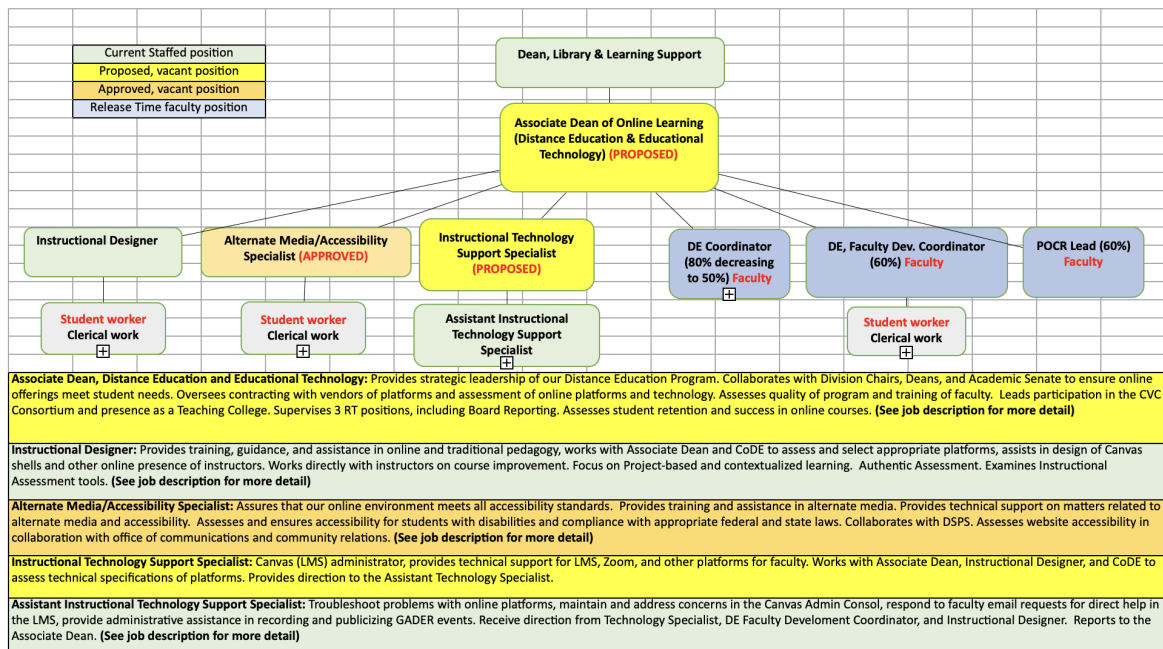 Current Staffed position
Proposed, vacant position
Approved, vacant position
Release Time faculty position
Dean, Library & Learning Support
Associate Dean of Online Learning
(Distance Education & Educational
Technology) (PROPOSED)
Instructional Designer
Alternate Media/Accessibility
Specialist (APPROVED)
Instructional Technology
Support Specialist
(PROPOSED)
DE Coordinator
(80% decreasing
to 50%) Faculty
DE, Faculty Dev. Coordinator
(60%) Faculty
POCR Lead (60%)
Faculty
Student worker
Clerical work
Student worker
Clerical work
Assistant Instructional
Technology Support
Specialist
Student worker
Clerical work
Associate Dean, Distance Education and Educational Technology: Provides strategic leadership of our Distance Education Program. Collaborates with Division Chairs, Deans, and Academic Senate to ensure online
offerings meet student needs. Oversees contracting with vendors of platforms and assessment of online platforms and technology. Assesses quality of program and training of faculty. Leads participation in the CVC
Consortium and presence as a Teaching College. Supervises 3 RT positions, including Board Reporting. Assesses student retention and success in online courses. (See job description for more detail)
Instructional Designer: Provides training, guidance, and assistance in online and traditional pedagogy, works with Associate Dean and CoDE to assess and select appropriate platforms, assists in design of Canvas
shells and other online presence of instructors. Works directly with instructors on course improvement. Focus on Project-based and contextualized learning. Authentic Assessment. Examines Instructional
Assessment tools. (See job description for more detail)
Alternate Media/Accessibility Specialist: Assures that our online environment meets all accessibility standards. Provides training and assistance in alternate media. Provides technical support on matters related to
alternate media and accessibility. Assesses and ensures accessibility for students with disabilities and compliance with appropriate federal and state laws. Collaborates with DSPS. Assesses website accessibility in
collaboration with office of communications and community relations. (See job description for more detail)
Instructional Technology Support Specialist: Canvas (LMS) administrator, provides technical support for LMS, Zoom, and other platforms for faculty. Works with Associate Dean, Instructional Designer, and CoDE to
assess technical specifications of platforms. Provides direction to the Assistant Technology Specialist.
Assistant Instructional Technology Support Specialist: Troubleshoot problems with online platforms, maintain and address concerns in the Canvas Admin Consol, respond to faculty email requests for direct help in
the LMS, provide administrative assistance in recording and publicizing GADER events. Receive direction from Technology Specialist, DE Faculty Develoment Coordinator, and Instructional Designer. Reports to the
Associate Dean. (See job description for more detail)